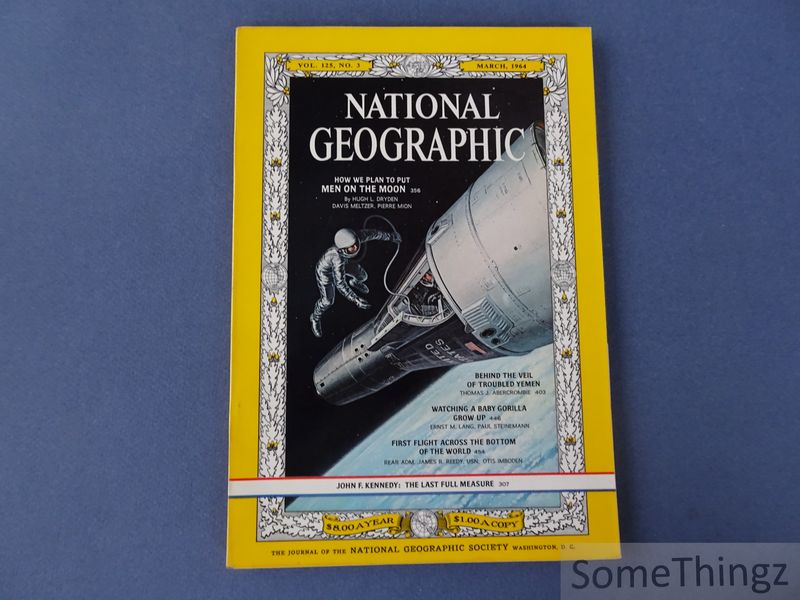 VOL. 125, NO. 3
MARCH, 1964
NATIONAL
GEOGRAPHIC
HOW WE PLAN TO PUT
MEN ON THE MOON 356
By HUGH L. DRYDEN
DAVIS MELTZER, PIERRE MION
UNITED
STATES
BEHIND THE VEIL
OF TROUBLED YEMEN
THOMAS J. ABERCROMBIE 403
WATCHING A BABY GORILLA
GROW UP 446
ERNST M. LANG, PAUL STEINEMANN
FIRST FLIGHT ACROSS THE BOTTOM
OF THE WORLD 454
REAR ADM. JAMES R. REEDY, USN, OTIS IMBODEN
JOHN F. KENNEDY: THE LAST FULL MEASURE 307
$8.00 A YEAR
$1.00 A COPY
THE JOURNAL OF THE NATIONAL GEOGRAPHIC SOCIETY WASHINGTON, D. C.
SomeThingz